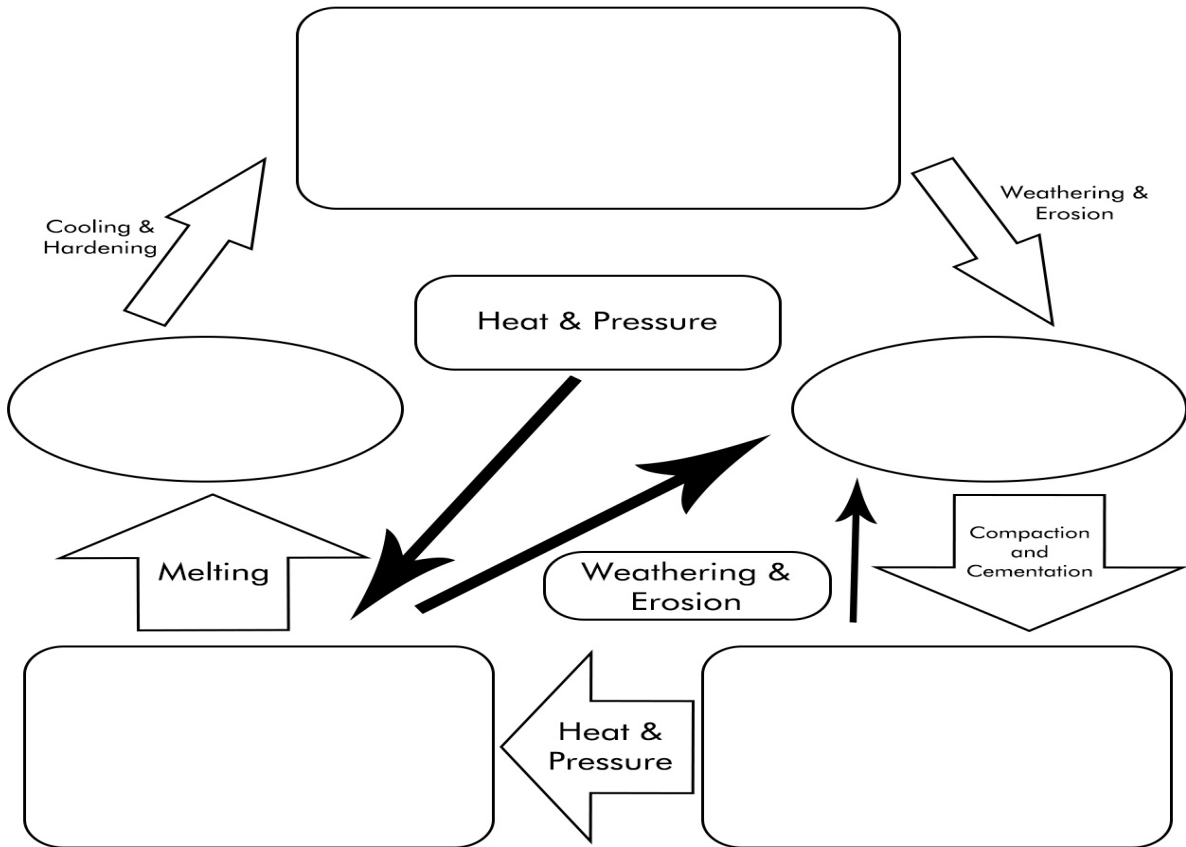 Cooling &
Hardening
Weathering &
Erosion
Heat & Pressure
Melting
Weathering &
Erosion
Compaction
and
Cementation
Heat &
Pressure